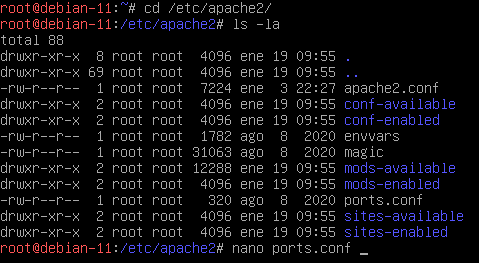 root@debian-11:~# cd /etc/apache2/
root@debian-11:/etc/apache2# ls -la
total 88
drwxr-xr-x  8 root root  4096 ene 19 09:55 .
drwxr-xr-x 69 root root  4096 ene 19 09:55 ..
-rw-r--r--  1 root root  7224 ene  3 22:27 apache2.conf
drwxr-xr-x  2 root root  4096 ene 19 09:55 conf-available
drwxr-xr-x  2 root root  4096 ene 19 09:55 conf-enabled
-rw-r--r--  1 root root  1782 ago  8  2020 envvars
-rw-r--r--  1 root root 31063 ago  8  2020 magic
drwxr-xr-x  2 root root 12288 ene 19 09:55 mods-available
drwxr-xr-x  2 root root  4096 ene 19 09:55 mods-enabled
-rw-r--r--  1 root root   320 ago  8  2020 ports.conf
drwxr-xr-x  2 root root  4096 ene 19 09:55 sites-available
drwxr-xr-x  2 root root  4096 ene 19 09:55 sites-enabled
root@debian-11:/etc/apache2# nano ports.conf _